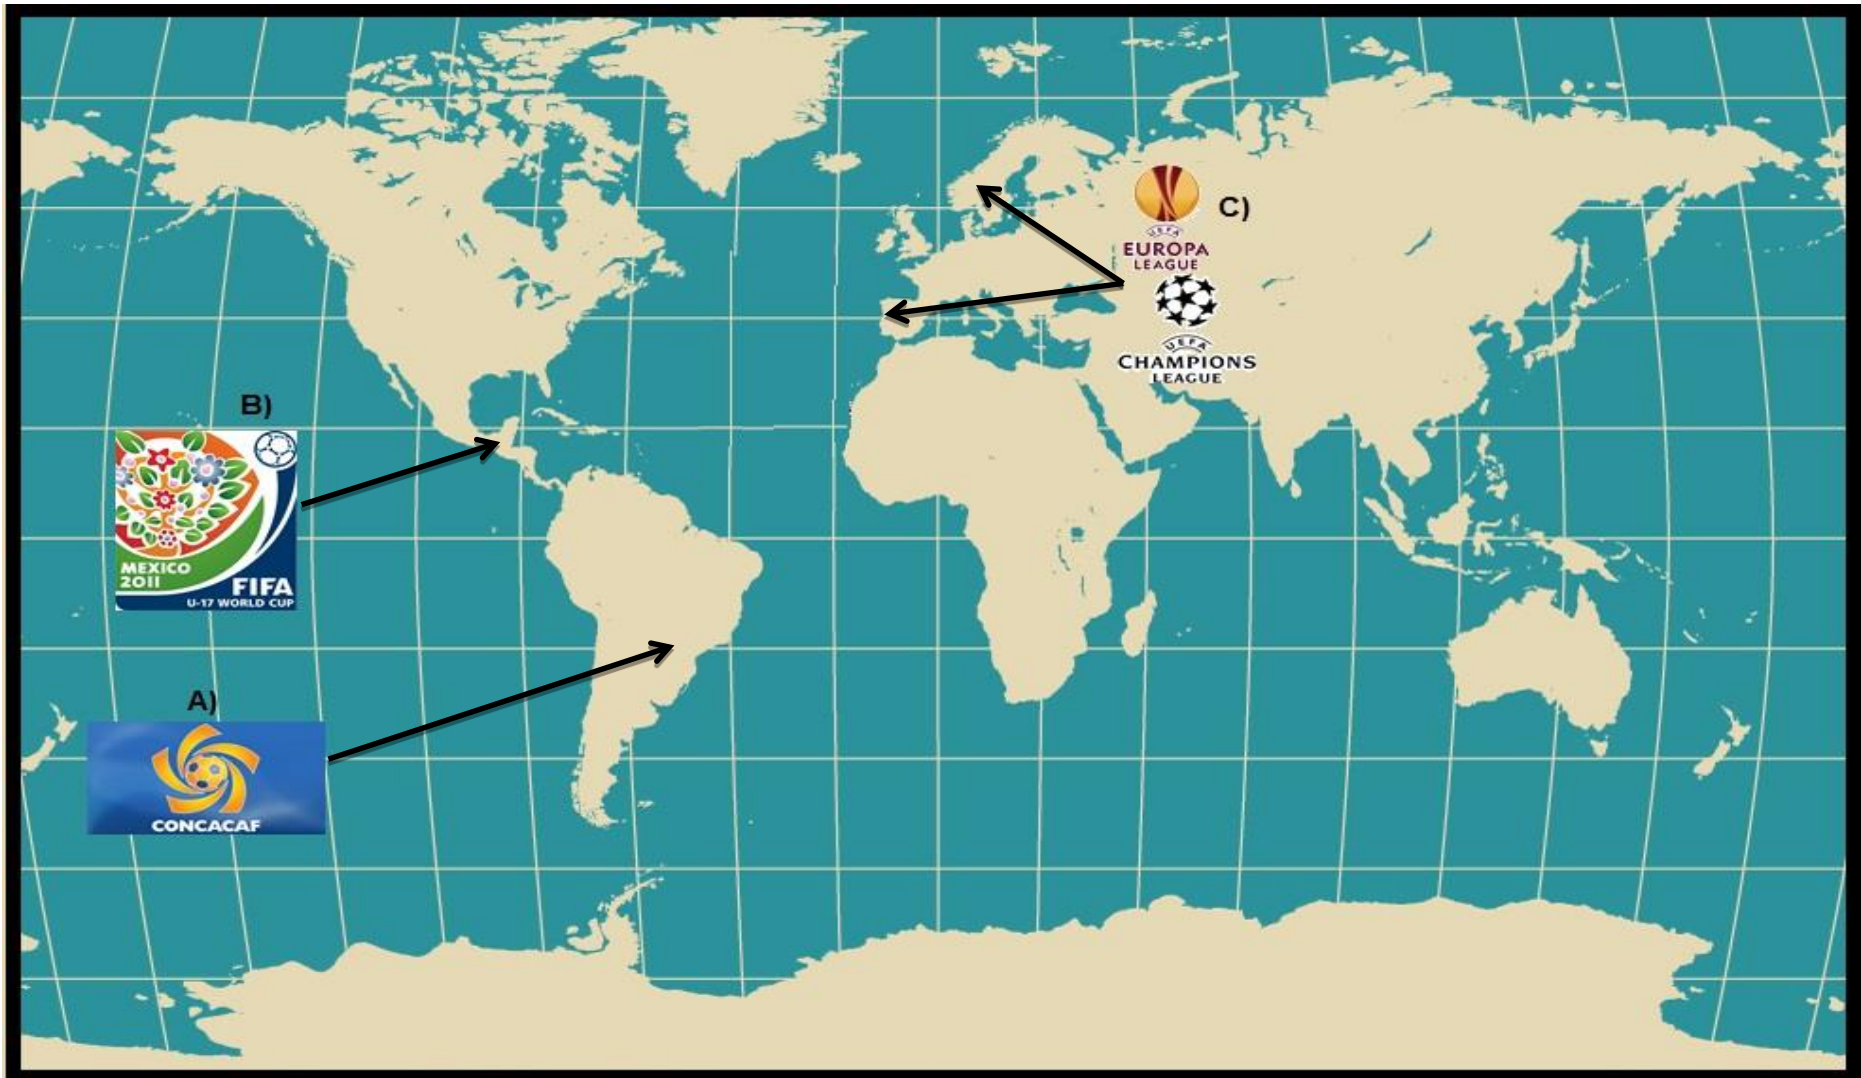 C)
UEFA
EUROPA
LEAGUE
UEFA
CHAMPIONS
LEAGUE
B)
MEXICO
2011
FIFA
U-17 WORLD CUP
A)
CONCACAF